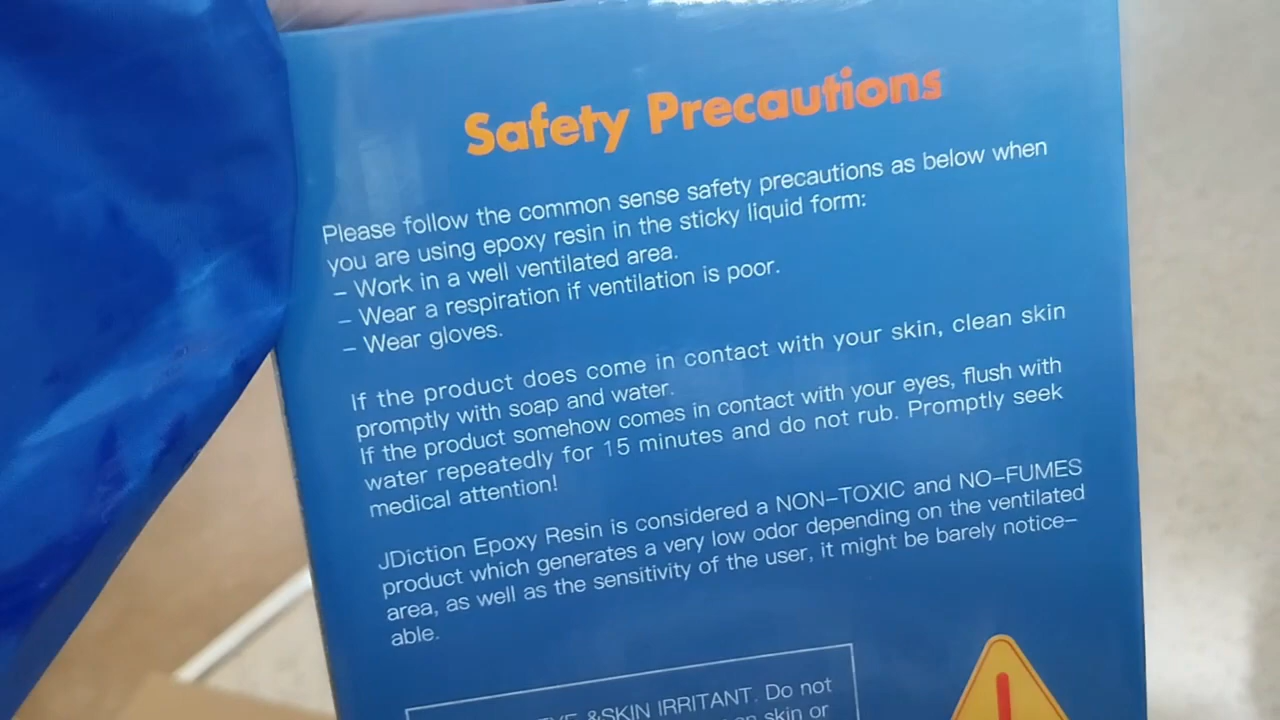 Safety Precautions
Please follow the common sense safety precautions as below when
you are using epoxy resin in the sticky liquid form:
– Work in a well ventilated area.
– Wear a respiration if ventilation is poor.
– Wear gloves.
If the product does come in contact with your skin, clean skin
promptly with soap and water.
If the product somehow comes in contact with your eyes, flush with
water repeatedly for 15 minutes and do not rub. Promptly seek
medical attention!
JDiction Epoxy Resin is considered a NON–TOXIC and NO–FUMES
product which generates a very low odor depending on the ventilated
area, as well as the sensitivity of the user, it might be barely notice–
able.
&SKIN IRRITANT. Do not
skin or